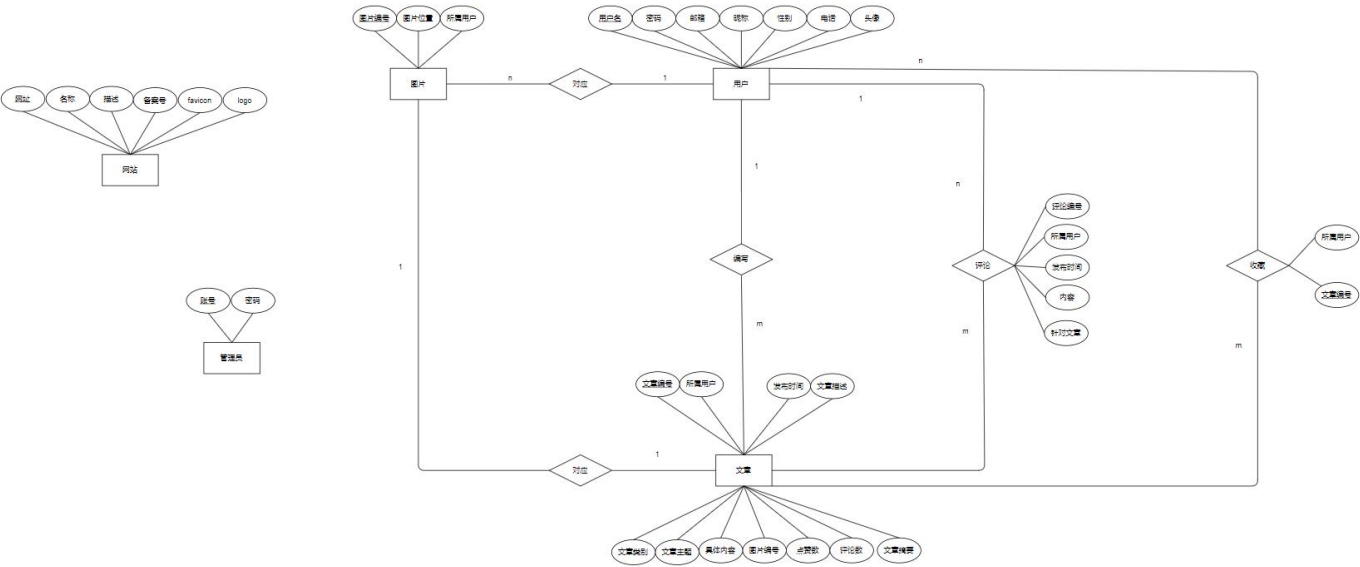 图片编号 图片位置 所属用户
用户名 密码 邮箱 昵称 性别 电话 头像
图片 n 对应 1 用户
n
1
网址 名称 描述 备案号 favicon logo
网站
1
n
评论编号
所属用户
发布时间
内容
针对文章
评论
所属用户
文章编号
收藏
1
编写
m
m
m
账号 密码
管理员
文章编号 所属用户 发布时间 文章描述
对应 1 文章
文章类别 文章主题 具体内容 图片编号 点赞数 评论数 文章摘要